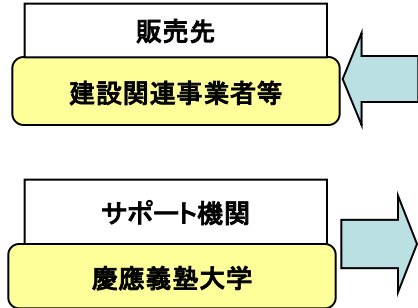 販売先
建設関連事業者等
サポート機関
慶應義塾大学